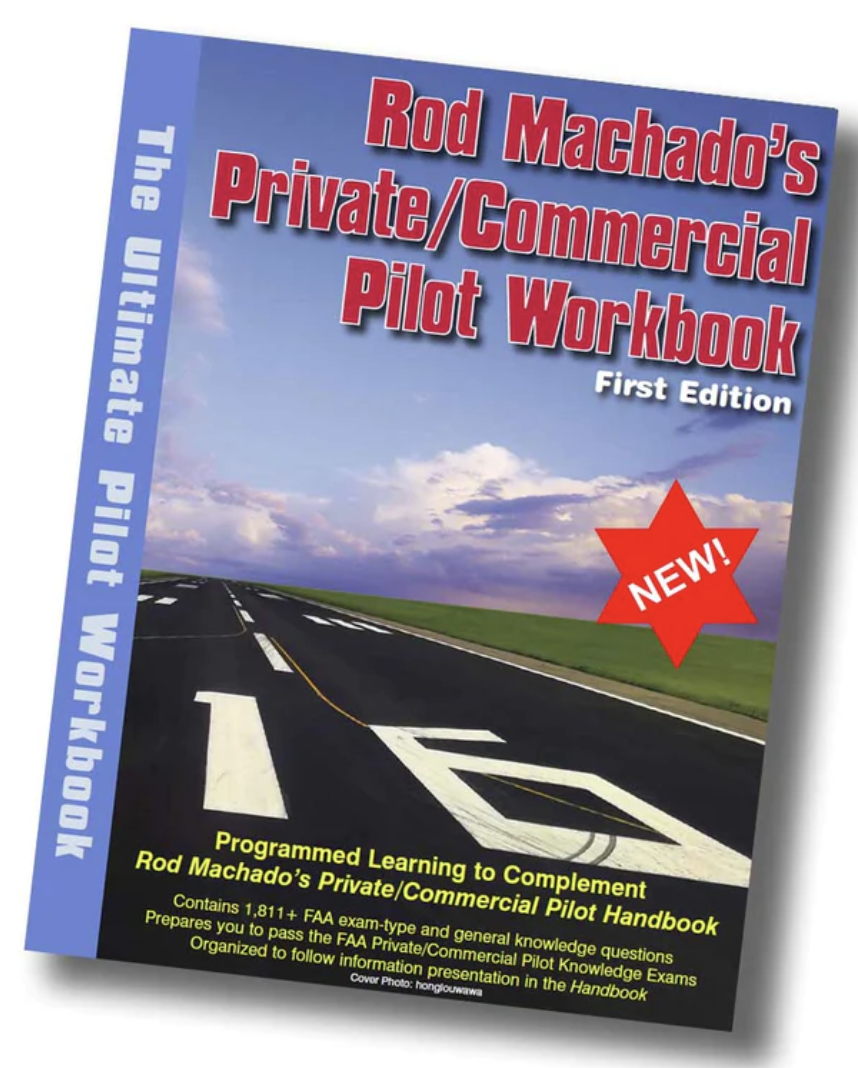 The Ultimate Pilot Workbook
Rod Machado's
Private/Commercial
Pilot Workbook
First Edition
NEW!
16
Programmed Learning to Complement
Rod Machado's Private/Commercial Pilot Handbook
Contains 1,811+ FAA exam-type and general knowledge questions
Prepares you to pass the FAA Private/Commercial Pilot Knowledge Exams
Organized to follow information presentation in the Handbook
Cover Photo: honglouwawa